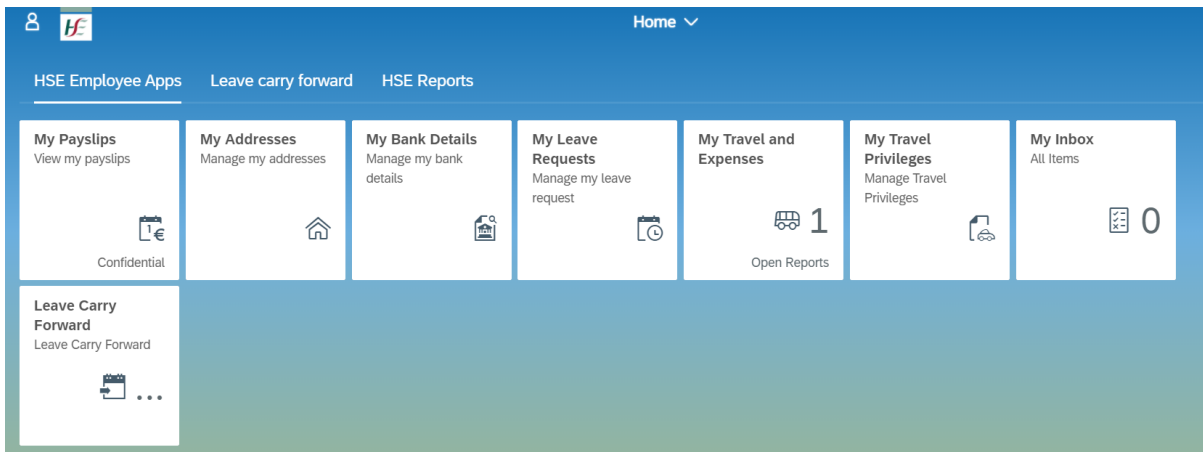 Home
HSE Employee Apps
Leave carry forward
HSE Reports
My Payslips
View my payslips
1 €
Confidential
My Addresses
Manage my addresses
My Bank Details
Manage my bank
details
My Leave
Requests
Manage my leave
request
My Travel and
Expenses
1
Open Reports
My Travel
Privileges
Manage Travel
Privileges
My Inbox
All Items
0
Leave Carry
Forward
Leave Carry Forward
...